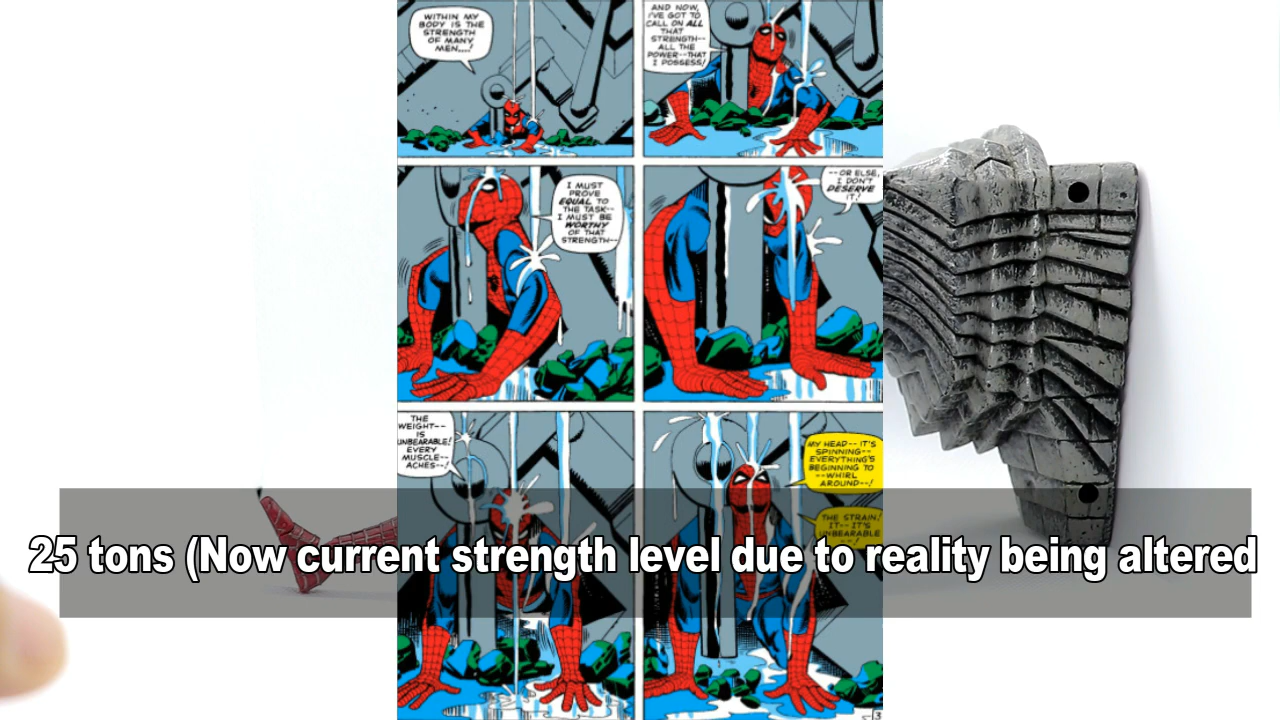 WITHIN MY
BODY IS THE
STRENGTH
OF MANY
MEN...!
AND NOW,
I'VE GOT TO
CALL ON ALL
THAT
STRENGTH--
ALL THE
POWER--THAT
I POSSESS!
I MUST
PROVE
EQUAL TO
THE TASK--
I MUST BE
WORTHY
OF THAT
STRENGTH--
--OR ELSE,
I DON'T
DESERVE
IT!
THE
WEIGHT--
IS
UNBEARABLE!
EVERY
MUSCLE--
ACHES--!
MY HEAD--IT'S
SPINNING--
EVERYTHING'S
BEGINNING TO
--WHIRL
AROUND--!
THE STRAIN!
IT--IT'S
UNBEARABLE
--!
25 tons (Now current strength level due to reality being altered
3